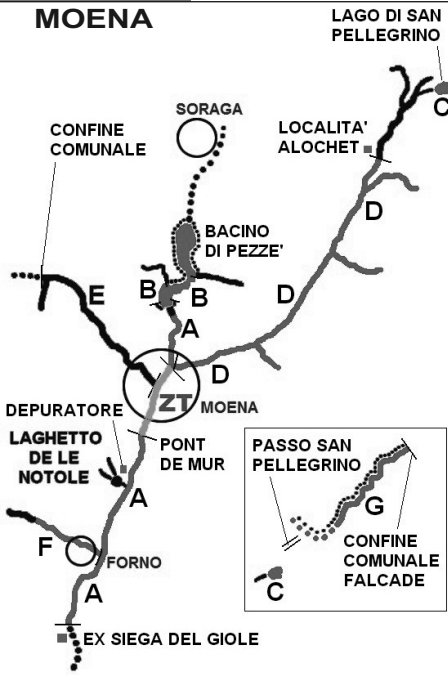 MOENA
LAGO DI SAN
PELLEGRINO
C
SORAGA
CONFINE
COMUNALE
LOCALITA'
ALOCHET
D
BACINO
DI PEZZE'
B
B
E
A
D
D
ZT MOENA
DEPURATORE
LAGHETTO
DE LE
NOTOLE
PONT
DE MUR
A
PASSO SAN
PELLEGRINO
G
F
FORNO
CONFINE
COMUNALE
FALCADE
C
A
EX SIEGA DEL GIOLE